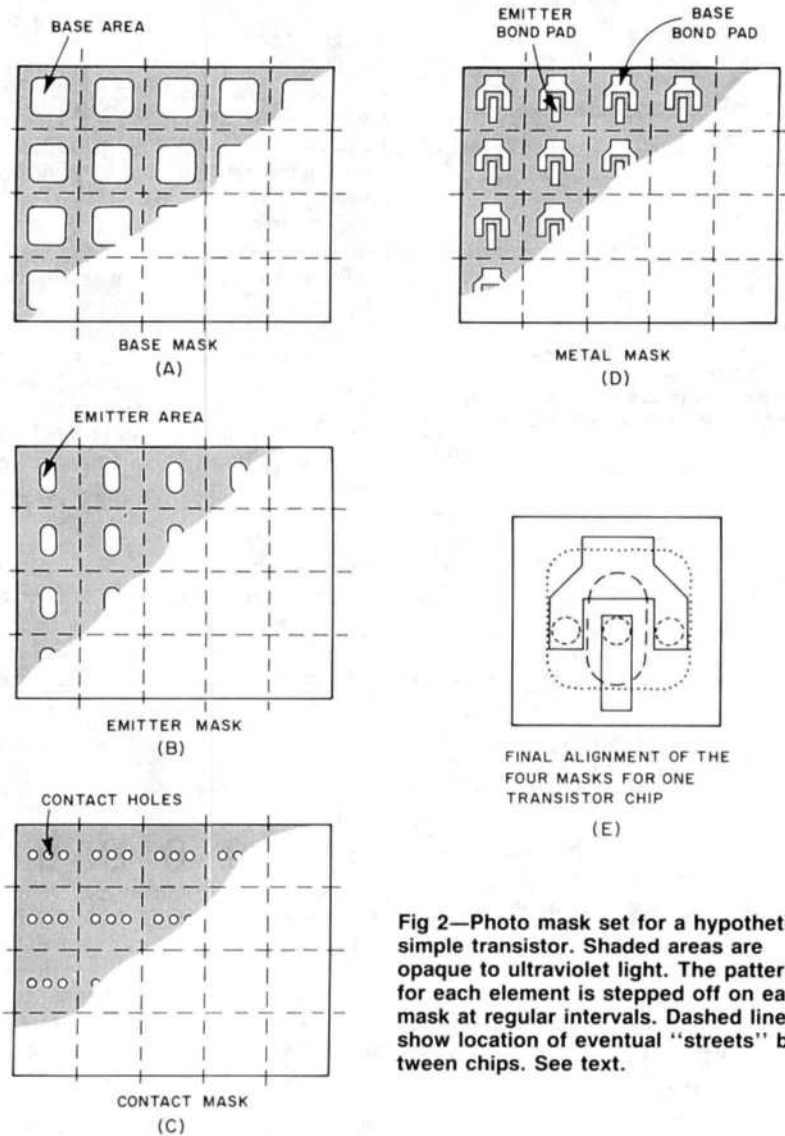 BASE AREA
BASE MASK
(A)
EMITTER AREA
EMITTER MASK
(B)
CONTACT HOLES
CONTACT MASK
(C)
EMITTER
BOND PAD
BASE
BOND PAD
METAL MASK
(D)
FINAL ALIGNMENT OF THE
FOUR MASKS FOR ONE
TRANSISTOR CHIP
(E)
Fig 2—Photo mask set for a hypothet
simple transistor. Shaded areas are
opaque to ultraviolet light. The patter
for each element is stepped off on ea
mask at regular intervals. Dashed line
show location of eventual "streets" b
tween chips. See text.